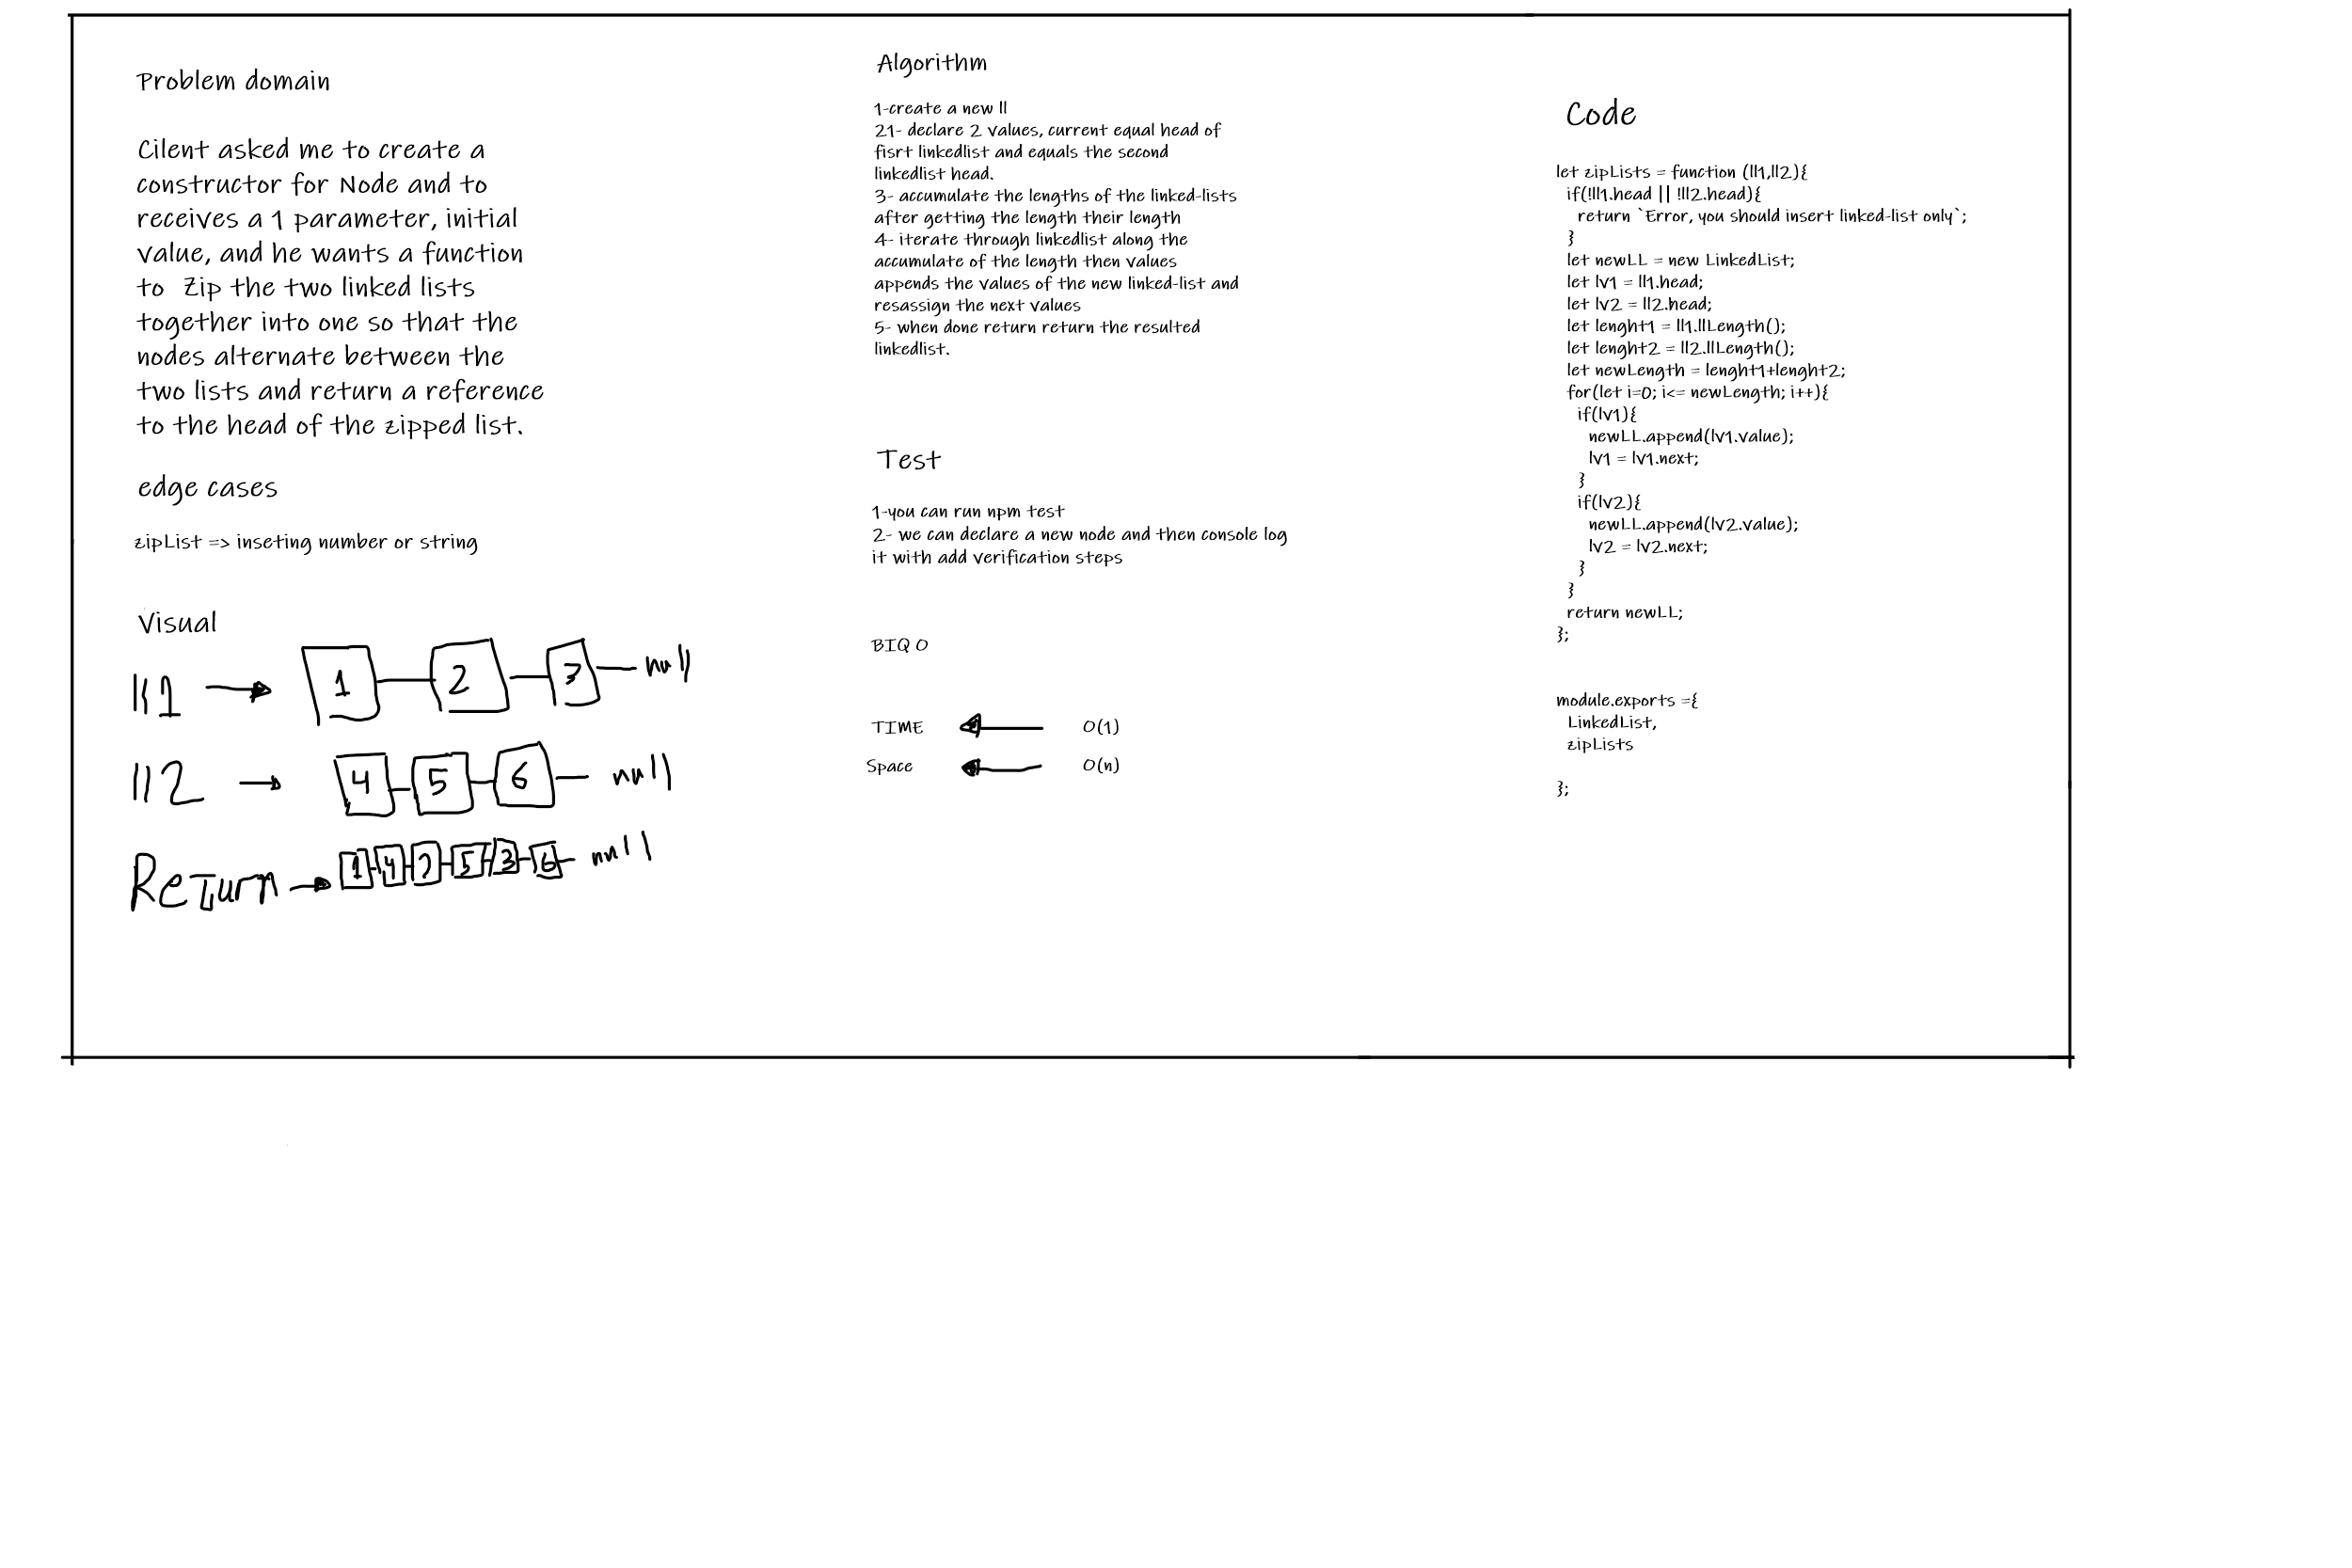 Problem domain
Cilent asked me to create a
constructor for Node and to
receives a 1 parameter, initial
value, and he wants a function
to Zip the two linked lists
together into one so that the
nodes alternate between the
two lists and return a reference
to the head of the zipped list.
edge cases
zipList => inseting number or string
Visual
ll1 1 2 3 null
ll2 4 5 6 null
Return 1 4 2 5 3 6 null
Algorithm
1-create a new ll
21- declare 2 values, current equal head of
fisrt linkedlist and equals the second
linkedlist head.
3- accumulate the lengths of the linked-lists
after getting the length their length
4- iterate through linkedlist along the
accumulate of the length then values
appends the values of the new linked-list and
resassign the next values
5- when done return return the resulted
linkedlist.
Test
1-you can run npm test
2- we can declare a new node and then console log
it with add verification steps
BIQ O
TIME O(1)
Space O(n)
Code
let zipLists = function (ll1,ll2){
if(!ll1.head || !ll2.head){
return `Error, you should insert linked-list only`;
}
let newLL = new LinkedList;
let lv1 = ll1.head;
let lv2 = ll2.head;
let lenght1 = ll1.llLength();
let lenght2 = ll2.llLength();
let newLength = lenght1+lenght2;
for(let i=0; i<= newLength; i++){
if(lv1){
newLL.append(lv1.value);
lv1 = lv1.next;
}
if(lv2){
newLL.append(lv2.value);
lv2 = lv2.next;
}
}
return newLL;
};
module.exports ={
LinkedList,
zipLists
};